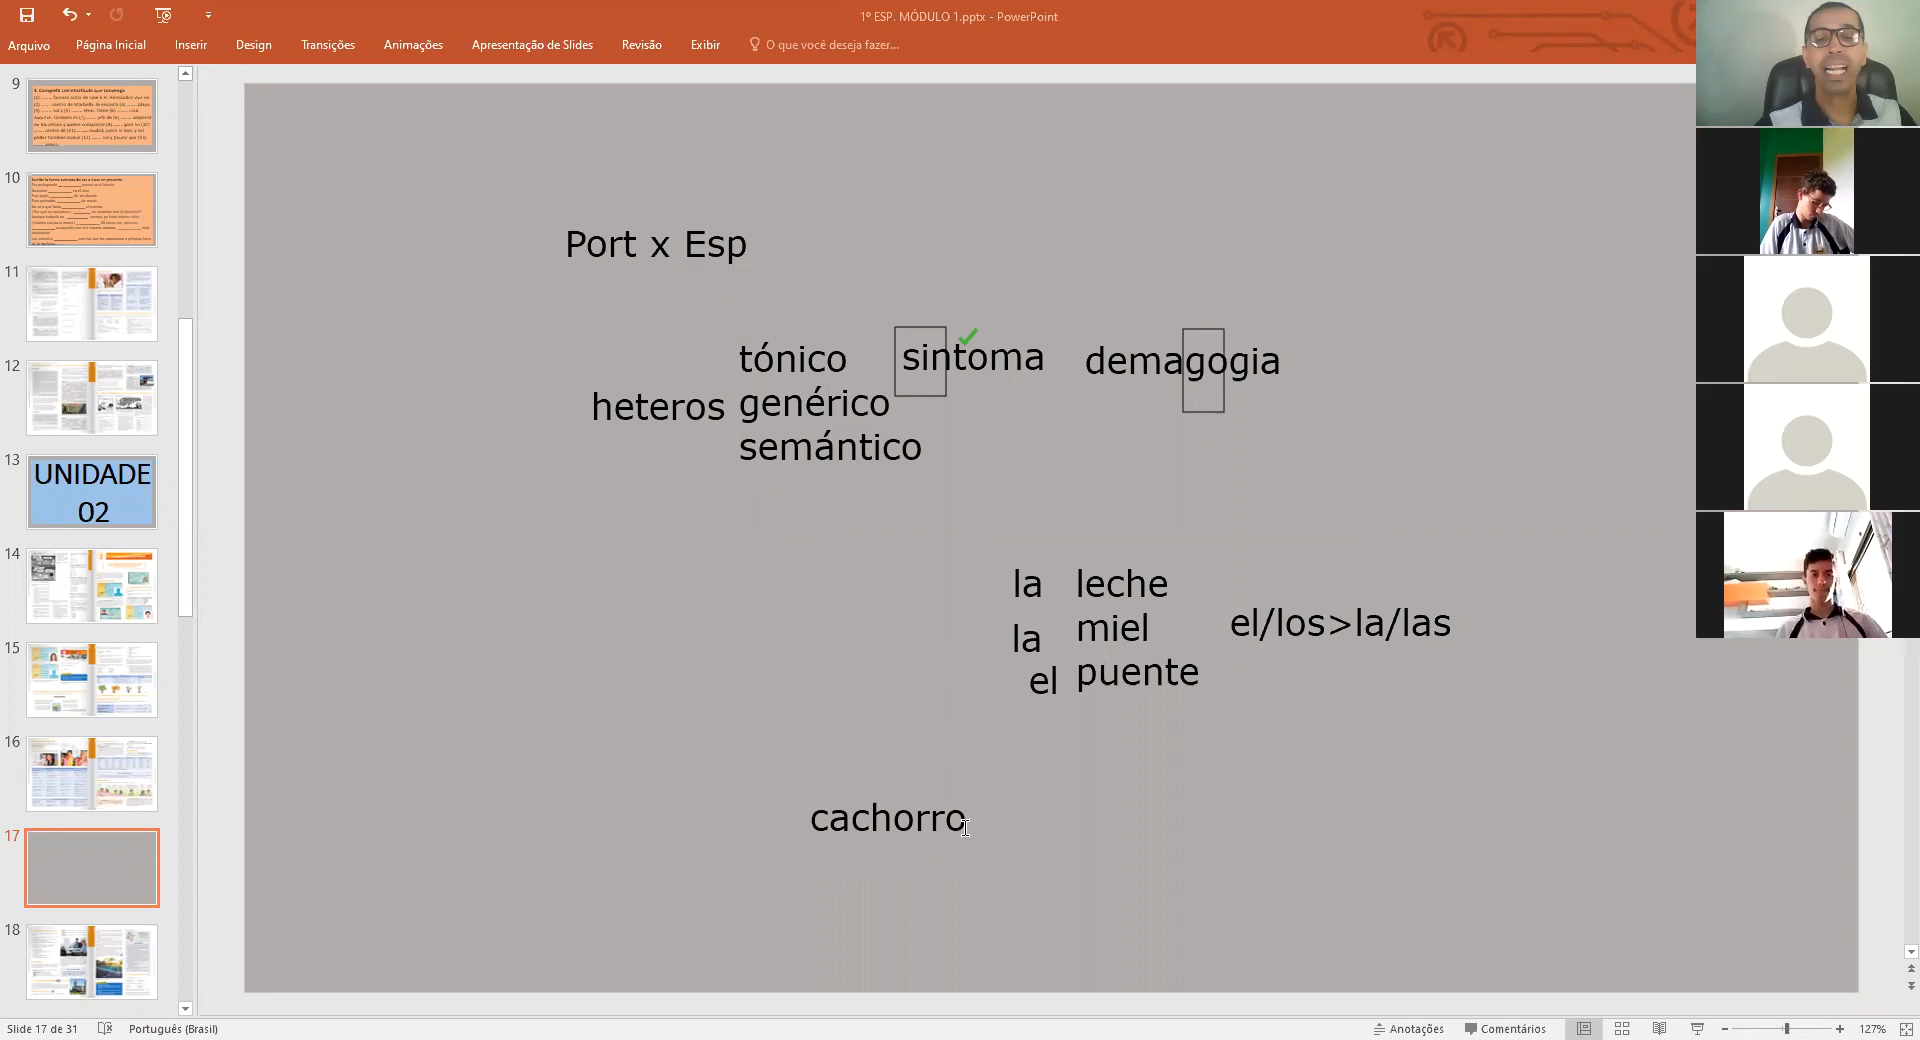 1º ESP. MÓDULO 1.pptx - PowerPoint
Arquivo Página Inicial Inserir Design Transições Animações Apresentação de Slides Revisão Exibir O que você deseja fazer...
9
10
11
12
13
UNIDADE
02
14
15
16
17
18
Port x Esp
heteros
tónico
genérico
semántico
sintoma
demagogia
la leche
la miel
el puente
el/los>la/las
cachorro
Slide 17 de 31 Português (Brasil) Anotações Comentários 127%